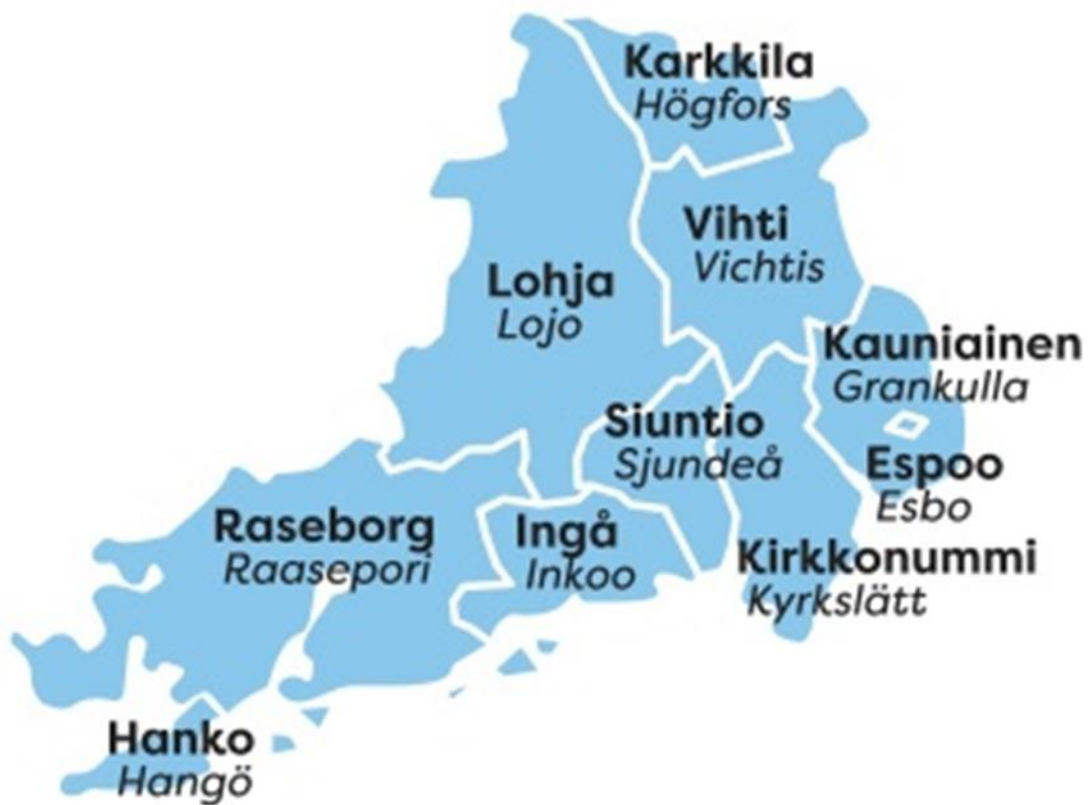 Karkkila
Högfors
Vihti
Vichtis
Lohja
Lojo
Kauniainen
Grankulla
Siuntio
Sjundeå
Espoo
Esbo
Raseborg
Raasepori
Ingå
Inkoo
Kirkkonummi
Kyrkslätt
Hanko
Hangö